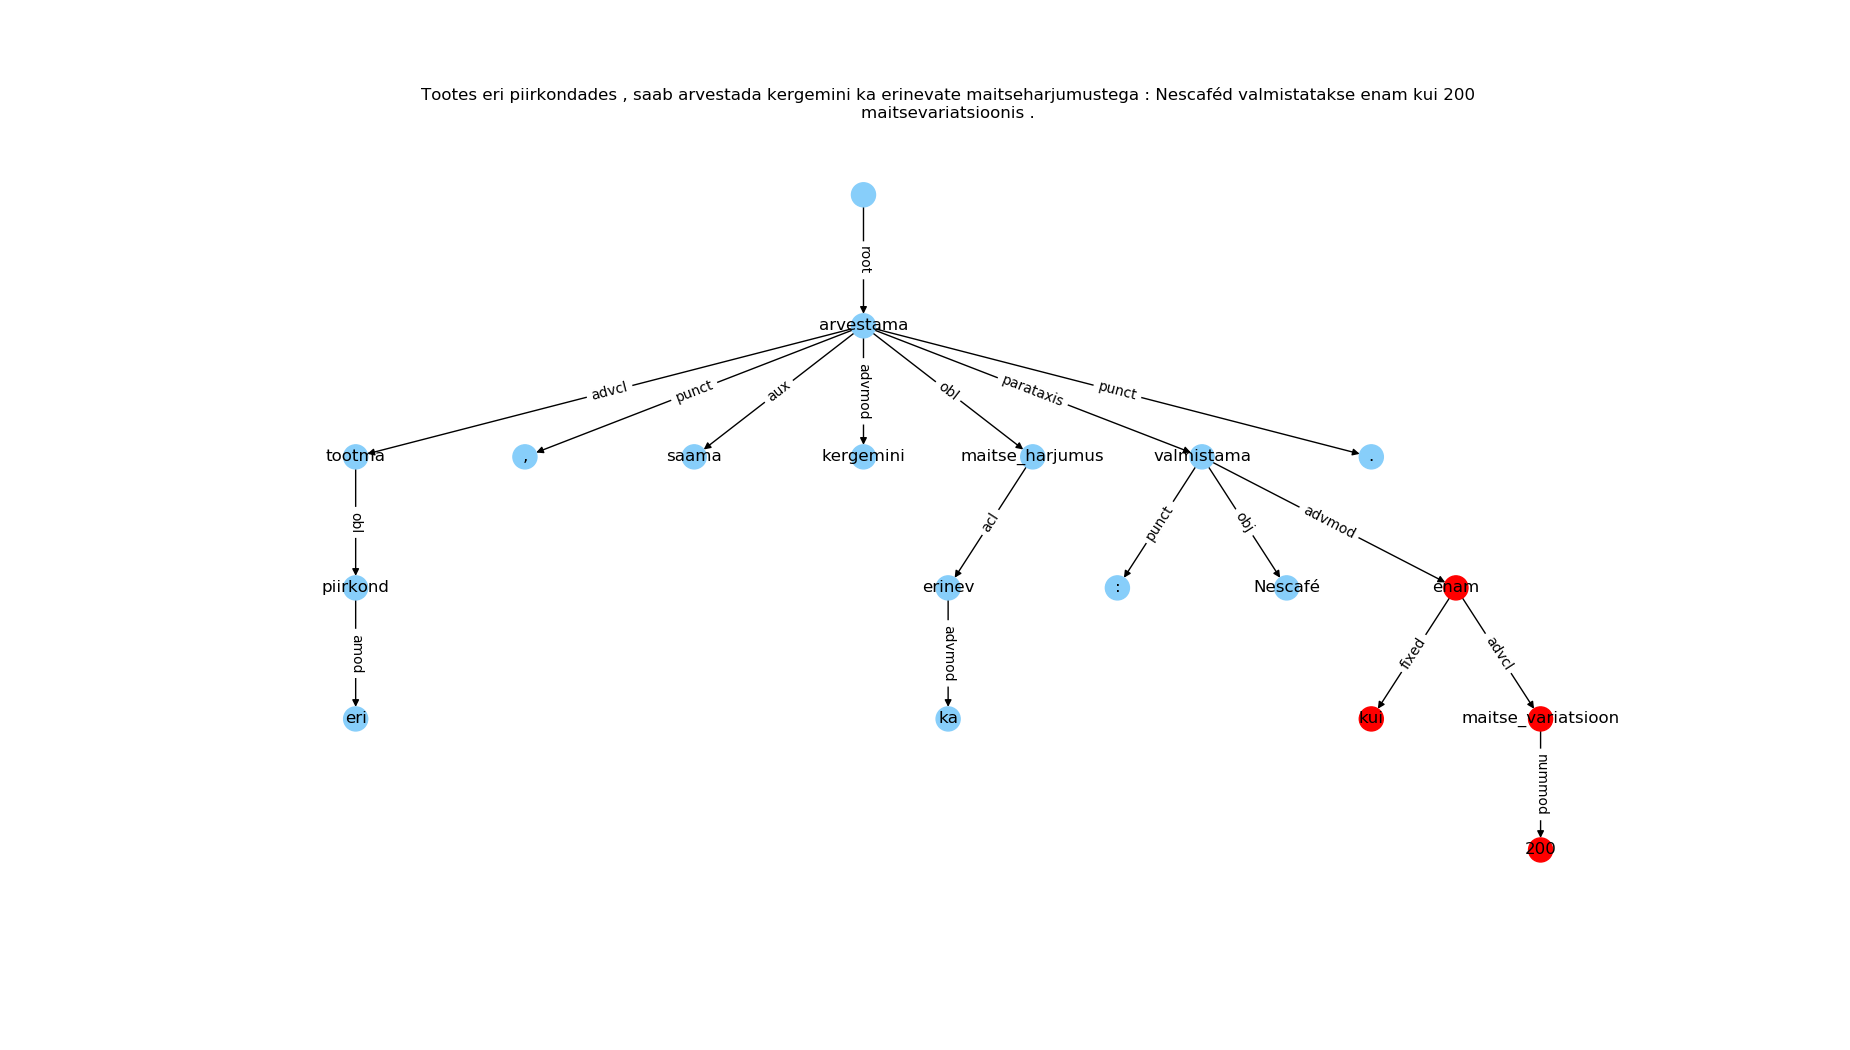 Tootes eri piirkondades , saab arvestada kergemini ka erinevate maitseharjumustega : Nescaféd valmistatakse enam kui 200
maitsevariatsioonis .
root
arvestama
advcl
punct
aux
advmod
obl
parataxis
punct
tootma
,
saama
kergemini
maitse_harjumus
valmistama
.
obl
acl
punct
obj
advmod
piirkond
erinev
:
Nescafé
enam
amod
advmod
fixed
advcl
eri
ka
kui
maitse_variatsioon
nummod
200